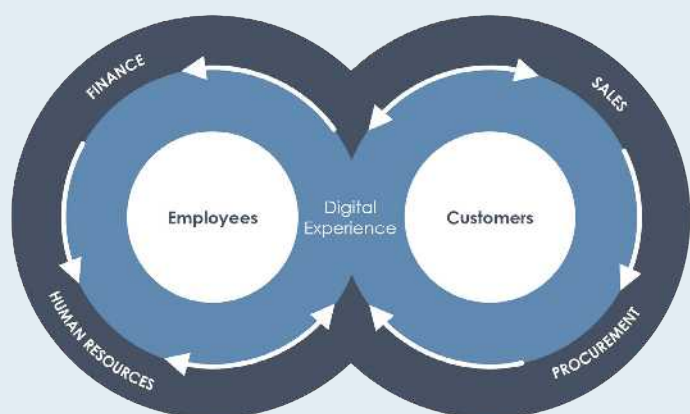 FINANCE
SALES
Employees
Digital
Experience
Customers
HUMAN RESOURCES
PROCUREMENT